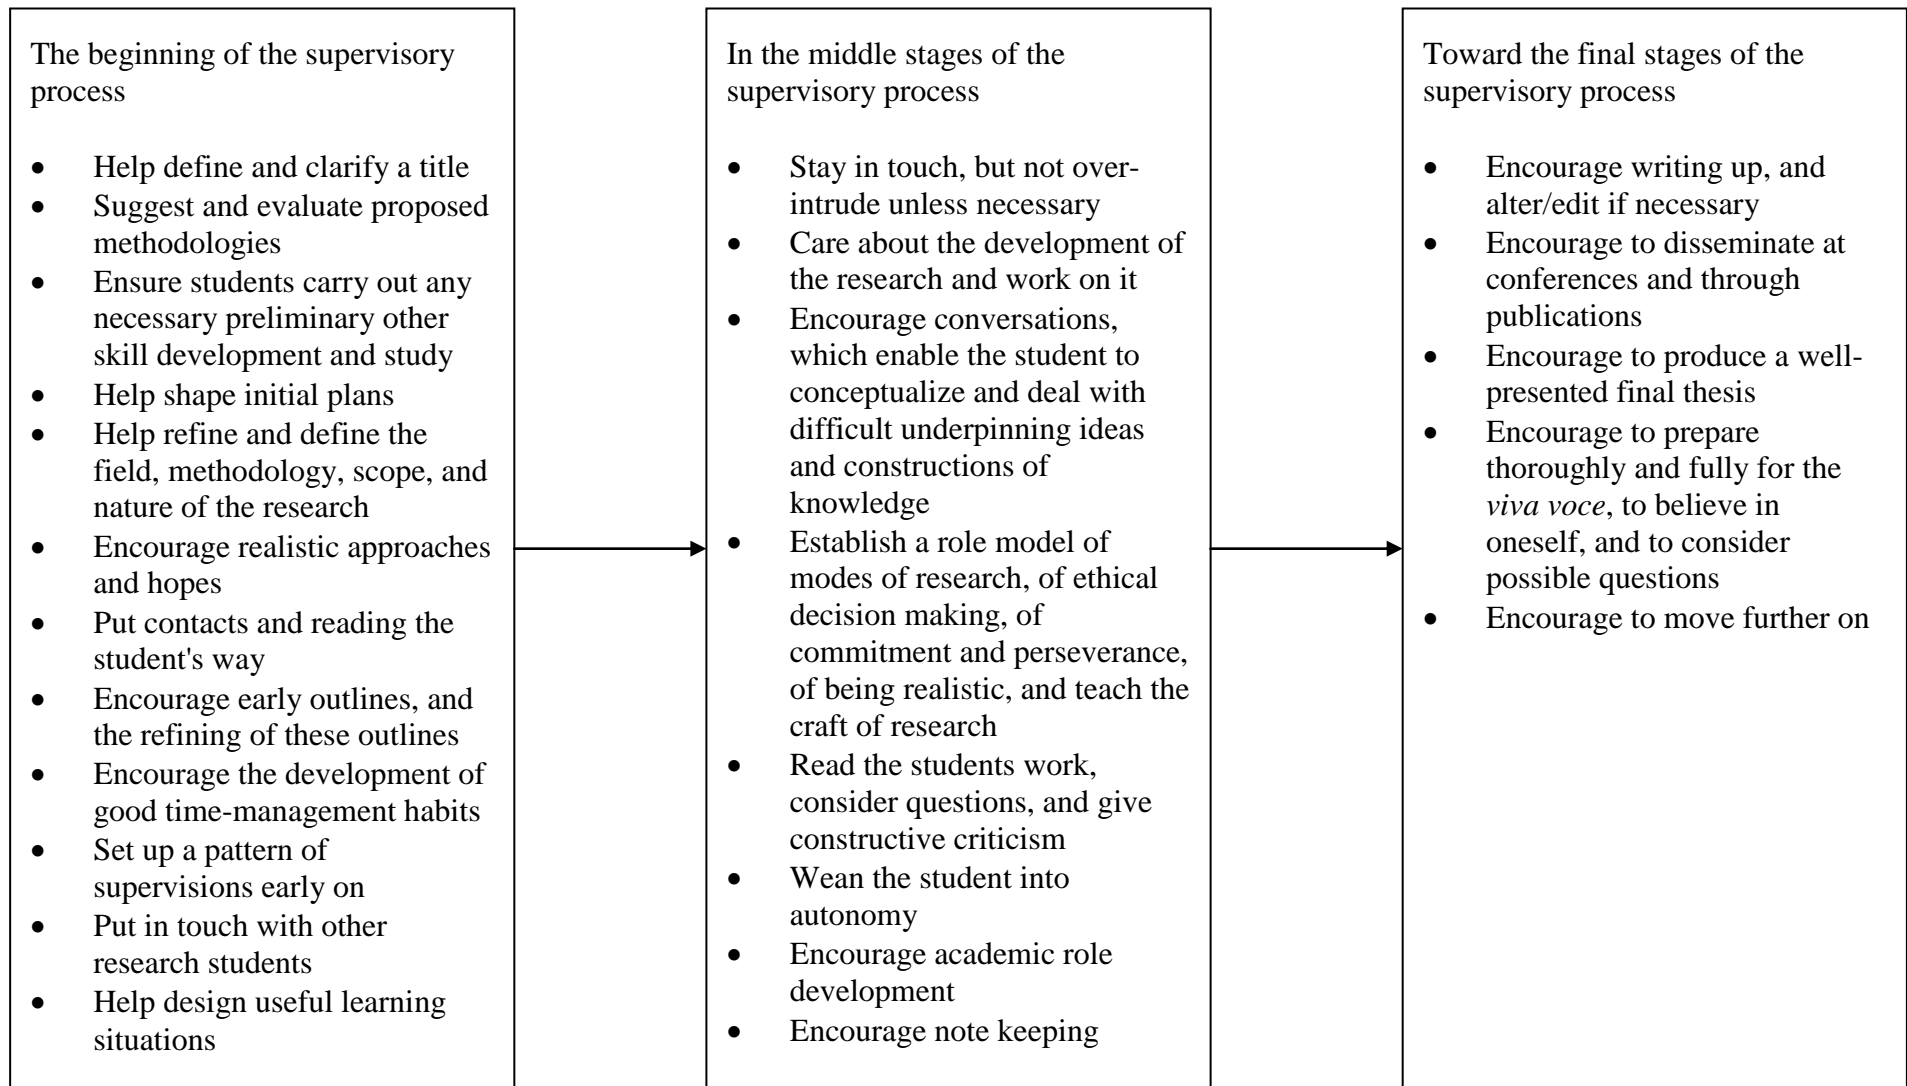 The beginning of the supervisory
process
• Help define and clarify a title
• Suggest and evaluate proposed
methodologies
• Ensure students carry out any
necessary preliminary other
skill development and study
• Help shape initial plans
• Help refine and define the
field, methodology, scope, and
nature of the research
• Encourage realistic approaches
and hopes
• Put contacts and reading the
student's way
• Encourage early outlines, and
the refining of these outlines
• Encourage the development of
good time-management habits
• Set up a pattern of
supervisions early on
• Put in touch with other
research students
• Help design useful learning
situations
In the middle stages of the
supervisory process
• Stay in touch, but not over-
intrude unless necessary
• Care about the development of
the research and work on it
• Encourage conversations,
which enable the student to
conceptualize and deal with
difficult underpinning ideas
and constructions of
knowledge
• Establish a role model of
modes of research, of ethical
decision making, of
commitment and perseverance,
of being realistic, and teach the
craft of research
• Read the students work,
consider questions, and give
constructive criticism
• Wean the student into
autonomy
• Encourage academic role
development
• Encourage note keeping
Toward the final stages of the
supervisory process
• Encourage writing up, and
alter/edit if necessary
• Encourage to disseminate at
conferences and through
publications
• Encourage to produce a well-
presented final thesis
• Encourage to prepare
thoroughly and fully for the
viva voce, to believe in
oneself, and to consider
possible questions
• Encourage to move further on